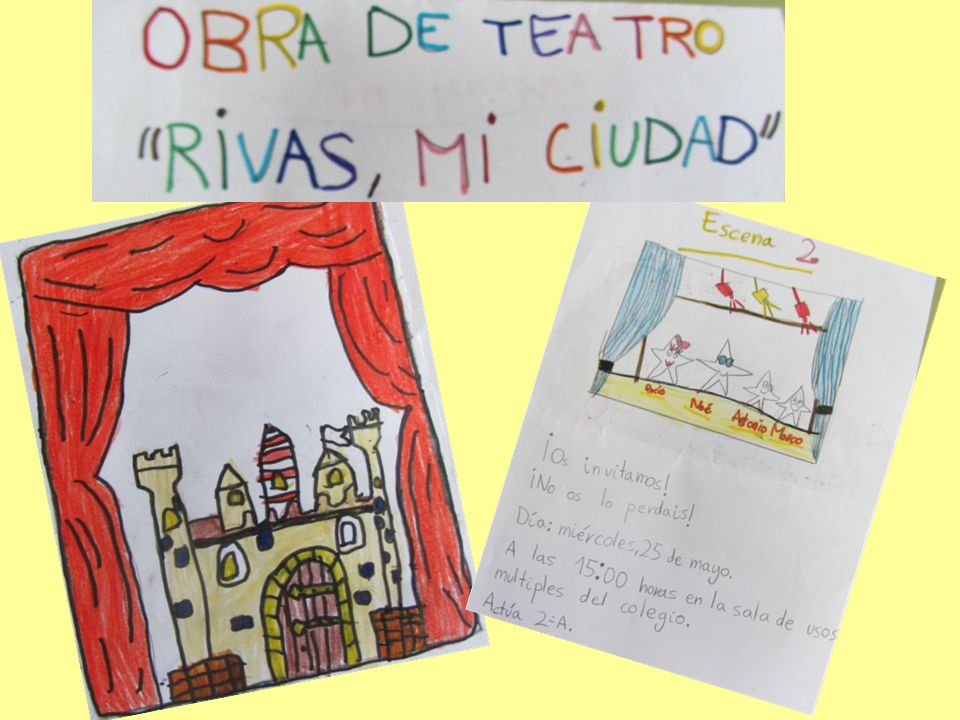 OBRA DE TEATRO
"RIVAS, Mi CiUDAD"
Escena 2
Rocío Noé Antonio Marco
¡Os invitamos!
¡No os lo perdais!
Día: miércoles, 25 de mayo.
A las 15:00 horas en la sala de usos
multiples del colegio.
Actúa 2ºA.